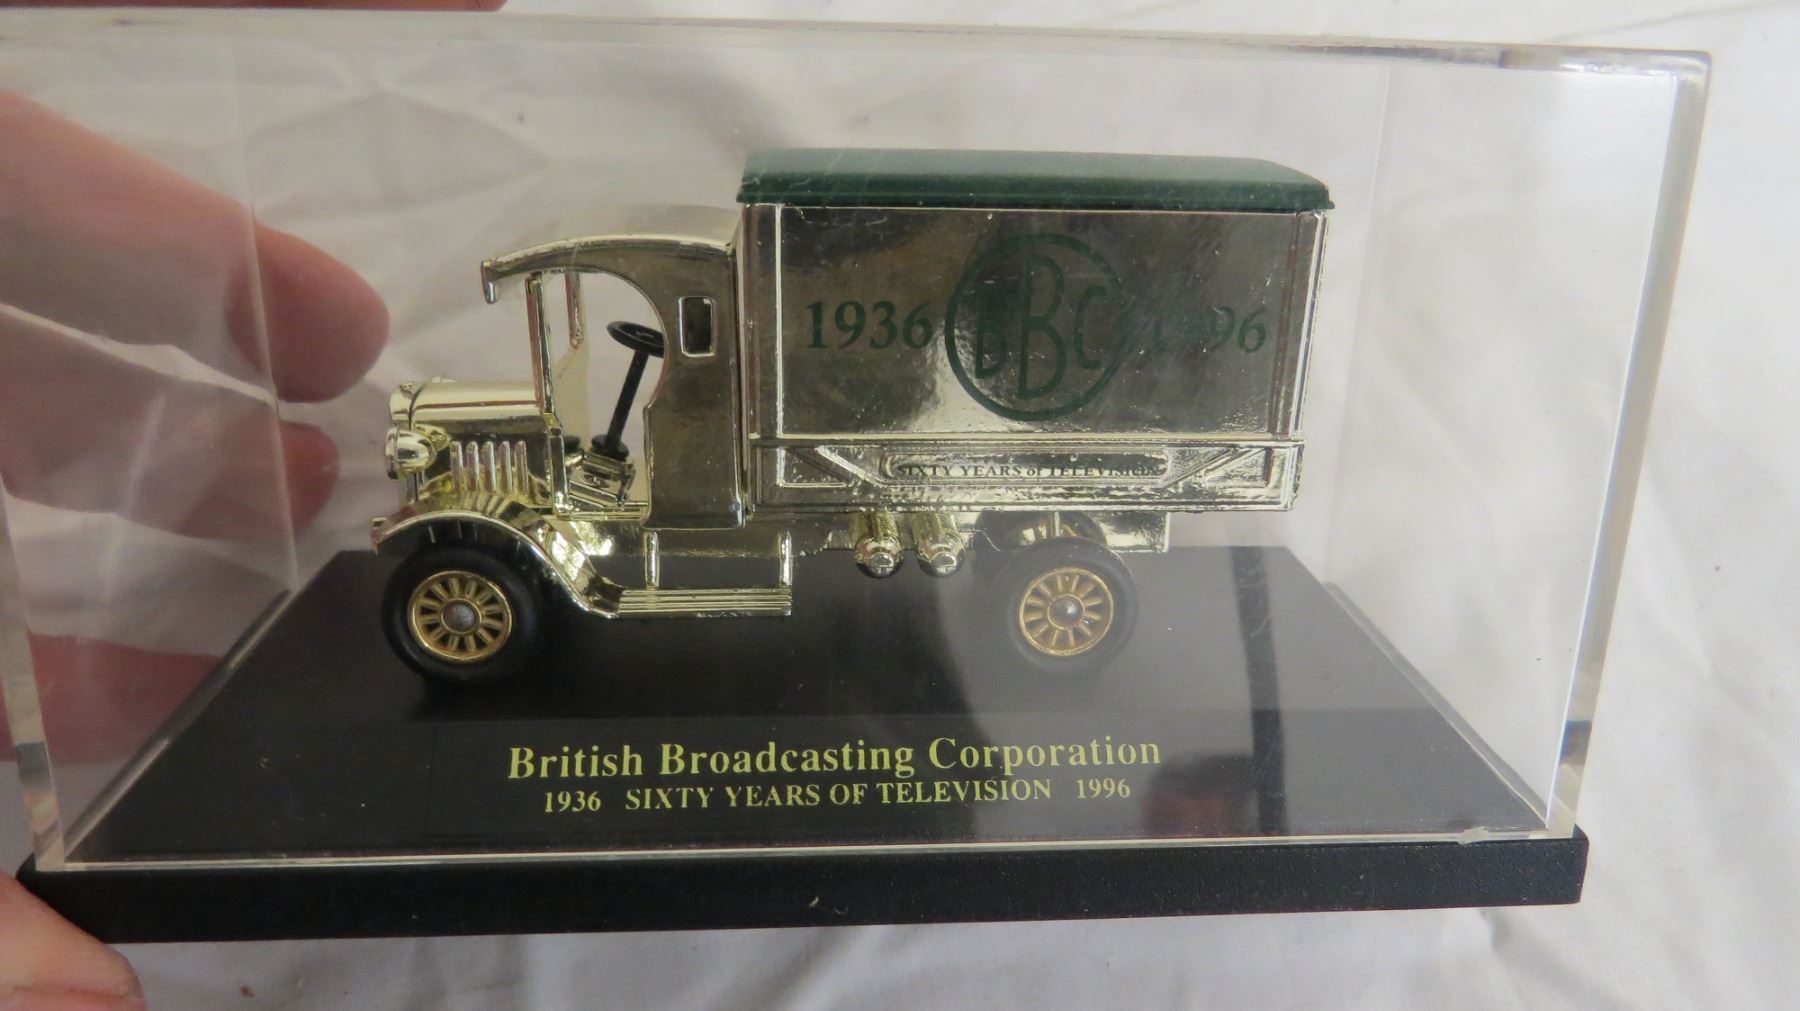 1936 BBC 1996
SIXTY YEARS of TELEVISION
British Broadcasting Corporation
1936 SIXTY YEARS OF TELEVISION 1996